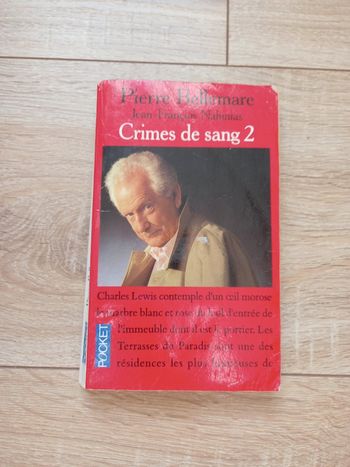 Pierre Bellemare
Jean-François Nahmias
Crimes de sang 2
Charles Lewis contemple d'un œil morose
le marbre blanc et rose du hall d'entrée de
l'immeuble dont il est le portier. Les
Terrasses du Paradis sont une des
résidences les plus luxueuses de
POCKET